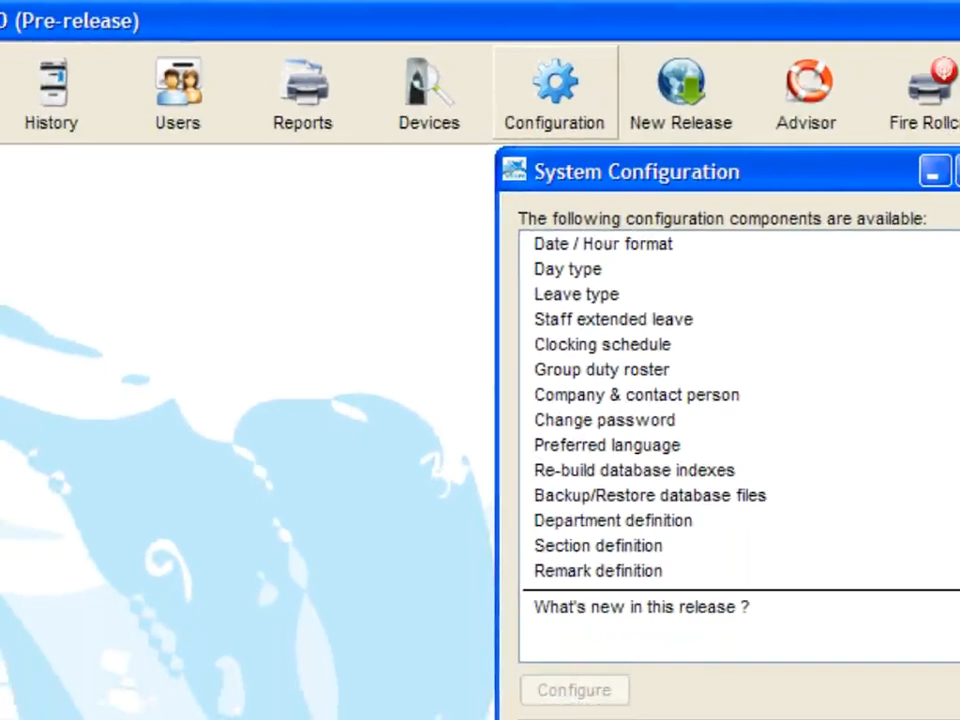 0 (Pre-release)
History
Users
Reports
Devices
Configuration
New Release
Advisor
Fire Rollc
System Configuration
The following configuration components are available:
Date / Hour format
Day type
Leave type
Staff extended leave
Clocking schedule
Group duty roster
Company & contact person
Change password
Preferred language
Re-build database indexes
Backup/Restore database files
Department definition
Section definition
Remark definition
What's new in this release ?
Configure